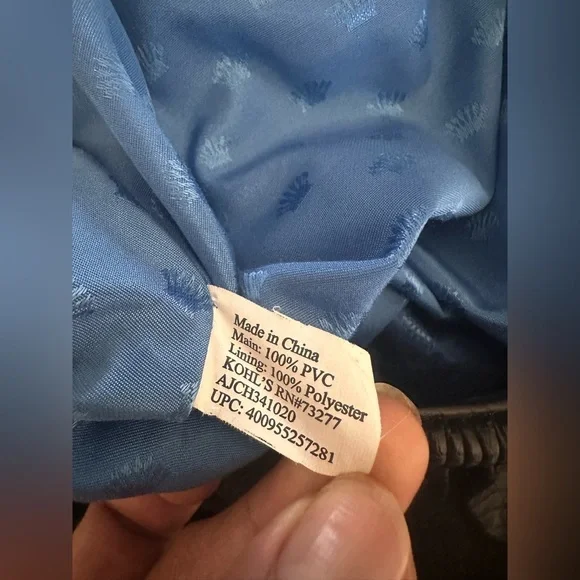 Made in China
Main: 100% PVC
Lining: 100% Polyester
KOHL'S RN#73277
AJCH341020
UPC: 400955257281